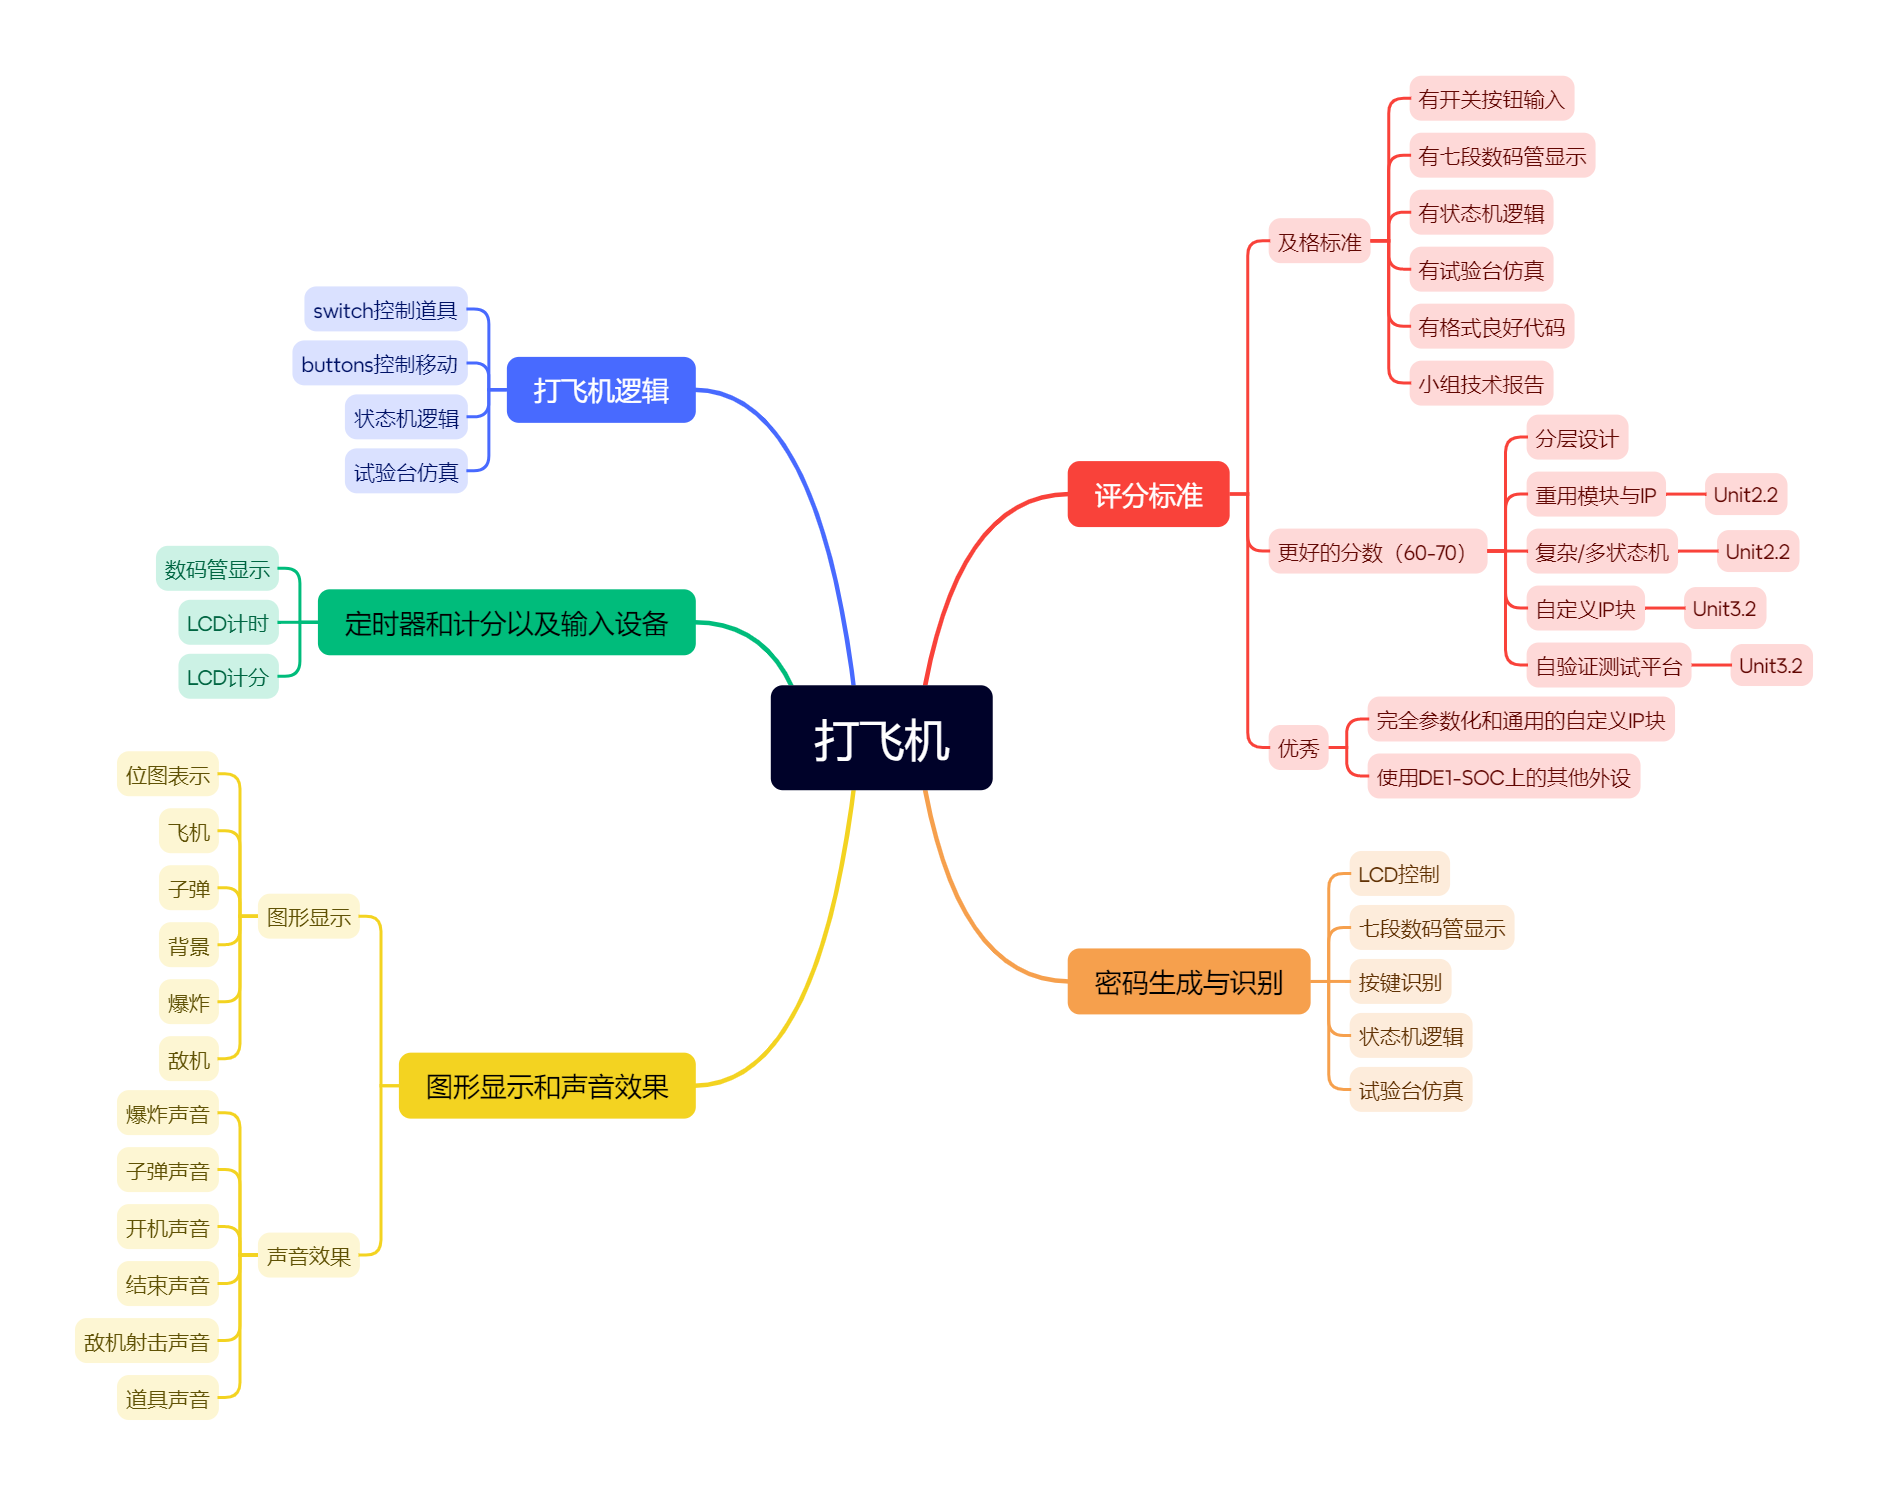 打飞机
评分标准
及格标准
有开关按钮输入
有七段数码管显示
有状态机逻辑
有试验台仿真
有格式良好代码
小组技术报告
更好的分数（60-70）
分层设计
重用模块与IP
Unit2.2
复杂/多状态机
Unit2.2
自定义IP块
Unit3.2
自验证测试平台
Unit3.2
优秀
完全参数化和通用的自定义IP块
使用DE1-SOC上的其他外设
密码生成与识别
LCD控制
七段数码管显示
按键识别
状态机逻辑
试验台仿真
打飞机逻辑
switch控制道具
buttons控制移动
状态机逻辑
试验台仿真
定时器和计分以及输入设备
数码管显示
LCD计时
LCD计分
图形显示和声音效果
图形显示
位图表示
飞机
子弹
背景
爆炸
敌机
声音效果
爆炸声音
子弹声音
开机声音
结束声音
敌机射击声音
道具声音